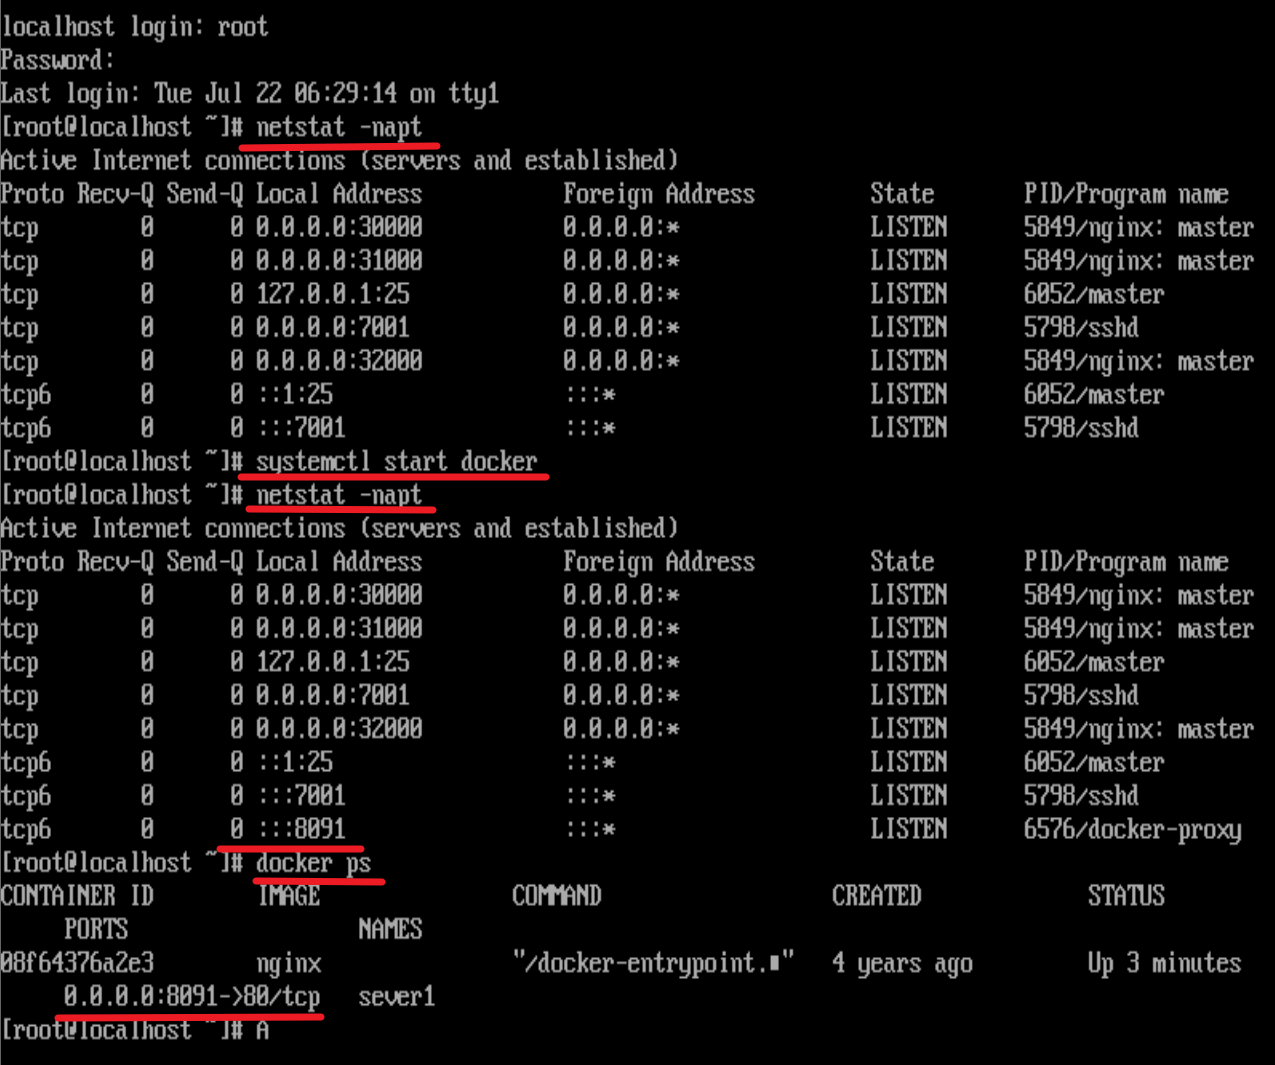 localhost login: root
Password:
Last login: Tue Jul 22 06:29:14 on tty1
[root@localhost ~]# netstat -napt
Active Internet connections (servers and established)
Proto Recv-Q Send-Q Local Address           Foreign Address         State       PID/Program name
tcp        0      0 0.0.0.0:30000           0.0.0.0:*               LISTEN      5849/nginx: master
tcp        0      0 0.0.0.0:31000           0.0.0.0:*               LISTEN      5849/nginx: master
tcp        0      0 127.0.0.1:25            0.0.0.0:*               LISTEN      6052/master
tcp        0      0 0.0.0.0:7001            0.0.0.0:*               LISTEN      5798/sshd
tcp        0      0 0.0.0.0:32000           0.0.0.0:*               LISTEN      5849/nginx: master
tcp6       0      0 ::1:25                  :::*                    LISTEN      6052/master
tcp6       0      0 :::7001                 :::*                    LISTEN      5798/sshd
[root@localhost ~]# systemctl start docker
[root@localhost ~]# netstat -napt
Active Internet connections (servers and established)
Proto Recv-Q Send-Q Local Address           Foreign Address         State       PID/Program name
tcp        0      0 0.0.0.0:30000           0.0.0.0:*               LISTEN      5849/nginx: master
tcp        0      0 0.0.0.0:31000           0.0.0.0:*               LISTEN      5849/nginx: master
tcp        0      0 127.0.0.1:25            0.0.0.0:*               LISTEN      6052/master
tcp        0      0 0.0.0.0:7001            0.0.0.0:*               LISTEN      5798/sshd
tcp        0      0 0.0.0.0:32000           0.0.0.0:*               LISTEN      5849/nginx: master
tcp6       0      0 ::1:25                  :::*                    LISTEN      6052/master
tcp6       0      0 :::7001                 :::*                    LISTEN      5798/sshd
tcp6       0      0 :::8091                 :::*                    LISTEN      6576/docker-proxy
[root@localhost ~]# docker ps
CONTAINER ID        IMAGE               COMMAND                  CREATED             STATUS
     PORTS                  NAMES
08f64376a2e3        nginx               "/docker-entrypoint.■"   4 years ago         Up 3 minutes
     0.0.0.0:8091->80/tcp   sever1
[root@localhost ~]# A